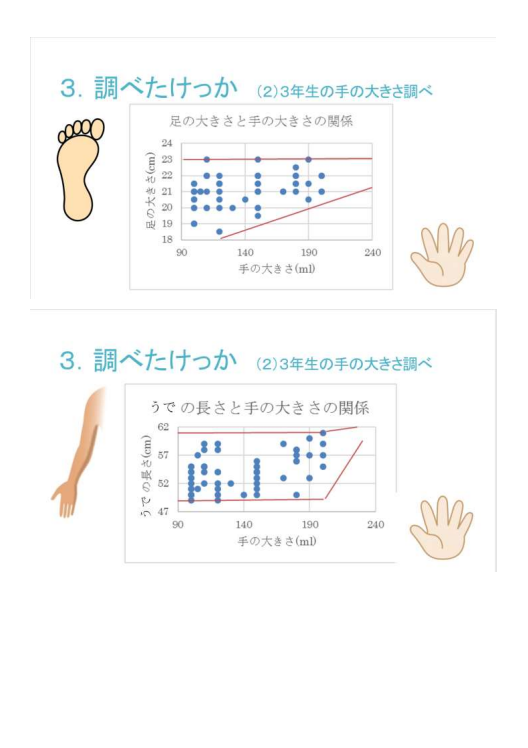 3．調べたけっか （2）3年生の手の大きさ調べ
足の大きさと手の大きさの関係
24
23
22
21
20
19
18
足の大きさ(cm)
90 140 190 240
手の大きさ(ml)
3．調べたけっか （2）3年生の手の大きさ調べ
うでの長さと手の大きさの関係
62
57
52
47
うでの長さ(cm)
90 140 190 240
手の大きさ(ml)